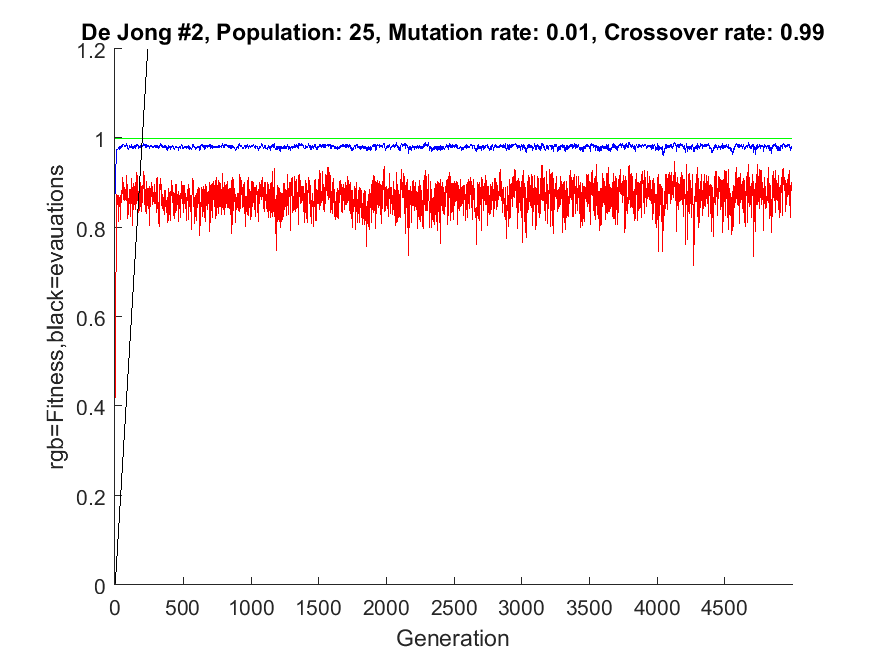 De Jong #2, Population: 25, Mutation rate: 0.01, Crossover rate: 0.99
1.2
1
0.8
0.6
0.4
0.2
0
rgb=Fitness,black=evauations
0 500 1000 1500 2000 2500 3000 3500 4000 4500
Generation